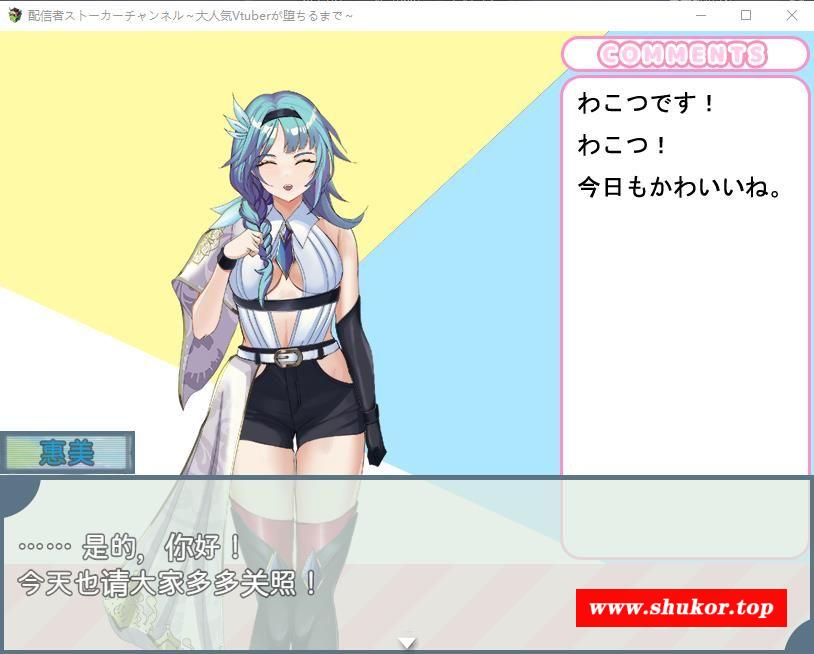 配信者ストーカーチャンネル～大人気Vtuberが堕ちるまで～
COMMENTS
わこつです！
わこつ！
今日もかわいいね。
惠美
…… 是的，你好！
今天也请大家多多关照！
www.shukor.top